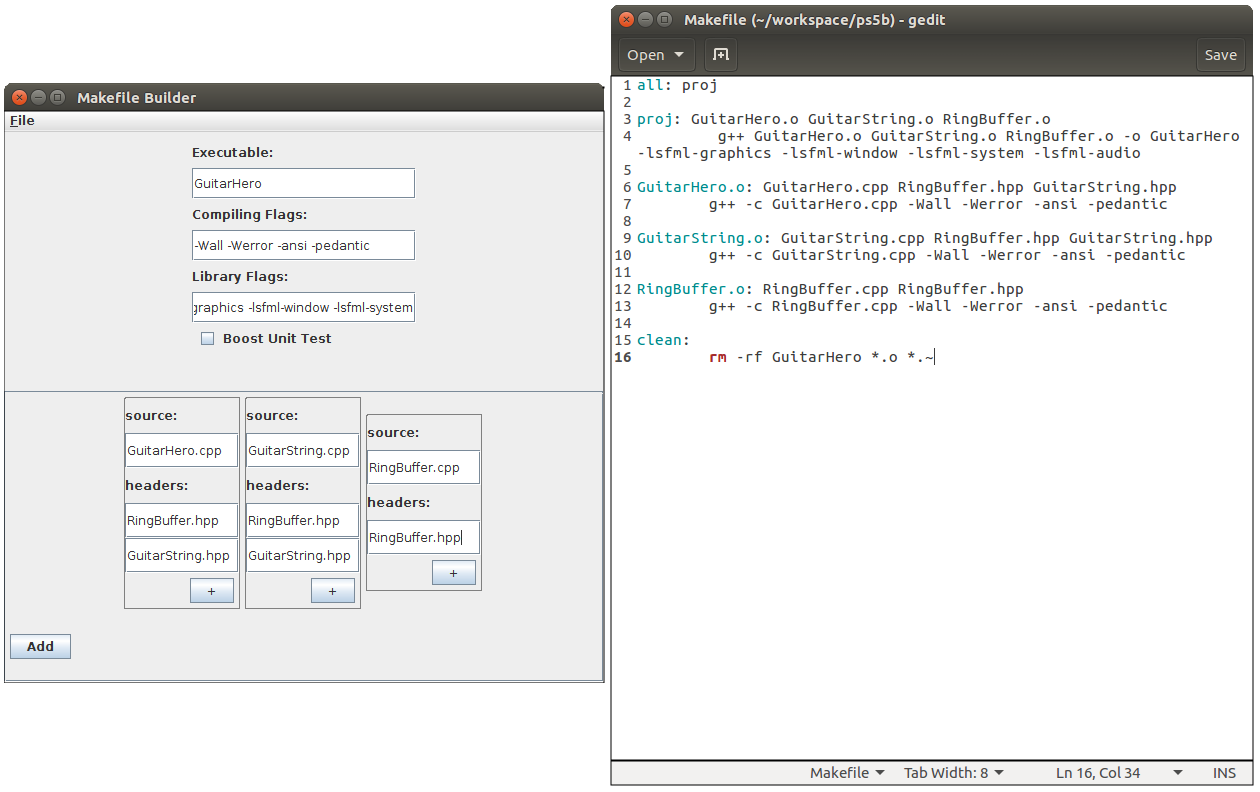 Makefile Builder
File
Executable:
GuitarHero
Compiling Flags:
-Wall -Werror -ansi -pedantic
Library Flags:
graphics -lsfml-window -lsfml-system
Boost Unit Test
source:
GuitarHero.cpp
headers:
RingBuffer.hpp
GuitarString.hpp
+
source:
GuitarString.cpp
headers:
RingBuffer.hpp
GuitarString.hpp
+
source:
RingBuffer.cpp
headers:
RingBuffer.hpp
+
Add
Makefile (~/workspace/ps5b) - gedit
Open
Save
1 all: proj
2
3 proj: GuitarHero.o GuitarString.o RingBuffer.o
4 g++ GuitarHero.o GuitarString.o RingBuffer.o -o GuitarHero
-lsfml-graphics -lsfml-window -lsfml-system -lsfml-audio
5
6 GuitarHero.o: GuitarHero.cpp RingBuffer.hpp GuitarString.hpp
7 g++ -c GuitarHero.cpp -Wall -Werror -ansi -pedantic
8
9 GuitarString.o: GuitarString.cpp RingBuffer.hpp GuitarString.hpp
10 g++ -c GuitarString.cpp -Wall -Werror -ansi -pedantic
11
12 RingBuffer.o: RingBuffer.cpp RingBuffer.hpp
13 g++ -c RingBuffer.cpp -Wall -Werror -ansi -pedantic
14
15 clean:
16 rm -rf GuitarHero *.o *.~
Makefile
Tab Width: 8
Ln 16, Col 34
INS